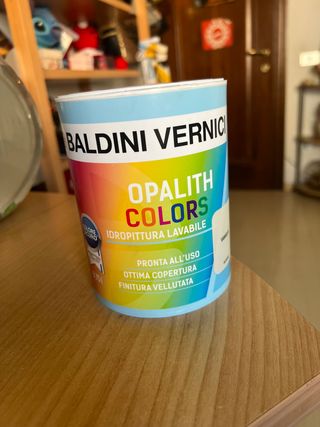 BALDINI VERNICI
OPALITH
COLORS
IDROPITTURA LAVABILE
PRONTA ALL'USO
OTTIMA COPERTURA
FINITURA VELLUTATA